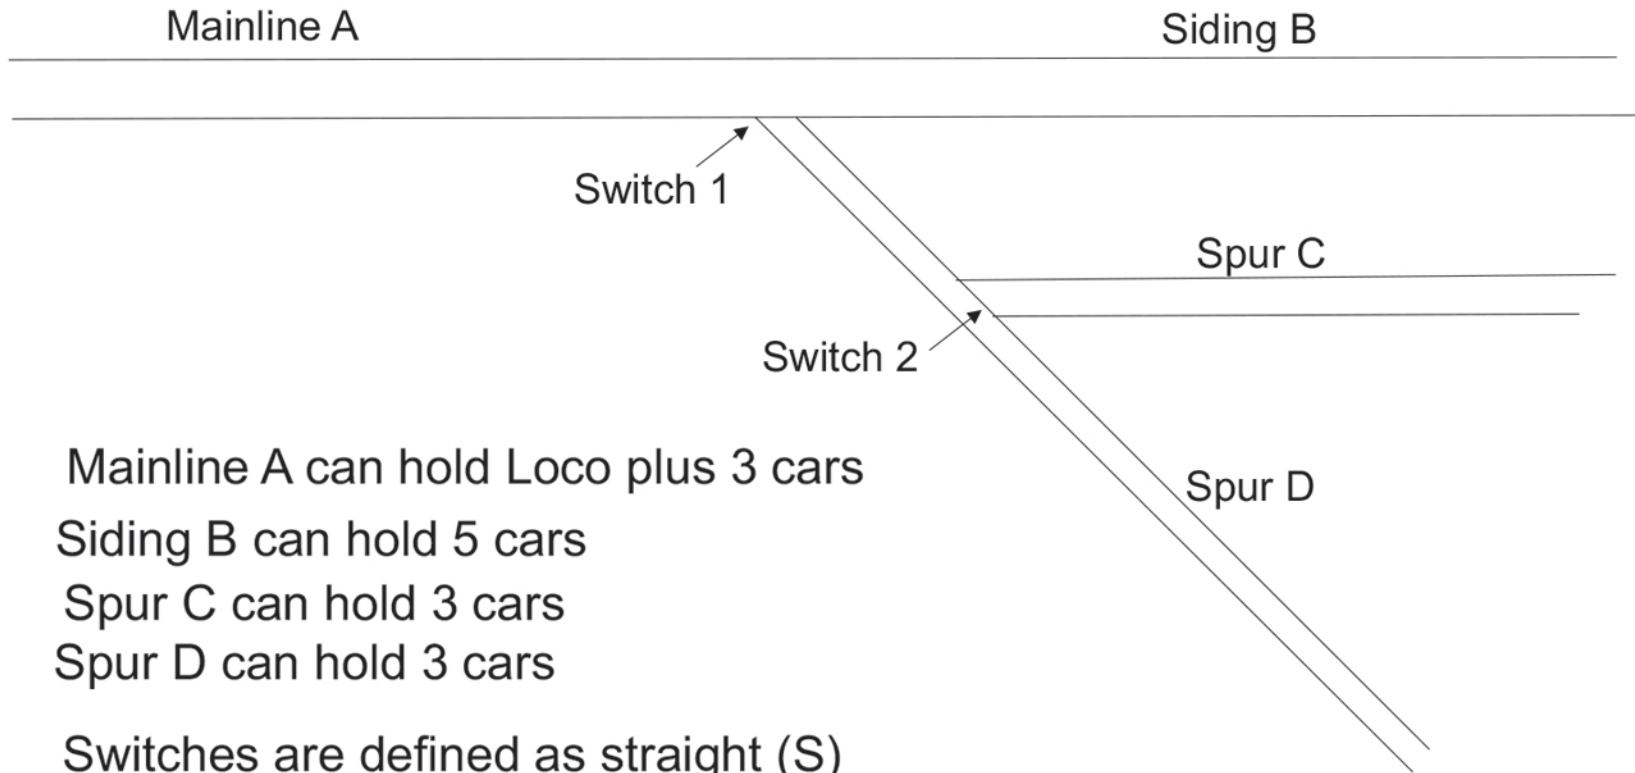 Mainline A
Siding B
Switch 1
Spur C
Switch 2
Spur D
Mainline A can hold Loco plus 3 cars
Siding B can hold 5 cars
Spur C can hold 3 cars
Spur D can hold 3 cars
Switches are defined as straight (S)